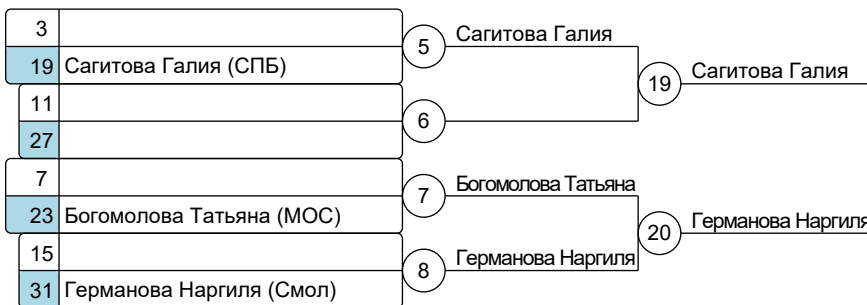 3
5
Сагитова Галия
19 Сагитова Галия (СПБ)
19
Сагитова Галия
11
6
27
7
7
Богомолова Татьяна
23 Богомолова Татьяна (МОС)
20
Германова Наргиля
15
8
Германова Наргиля
31 Германова Наргиля (Смол)